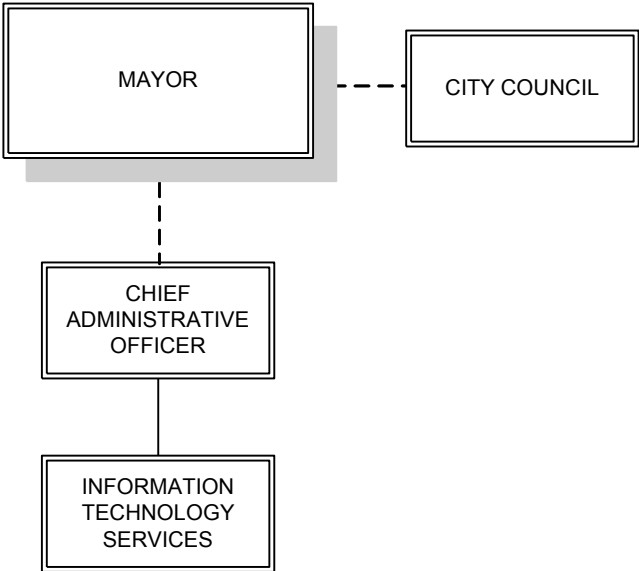 MAYOR
CITY COUNCIL
CHIEF
ADMINISTRATIVE
OFFICER
INFORMATION
TECHNOLOGY
SERVICES